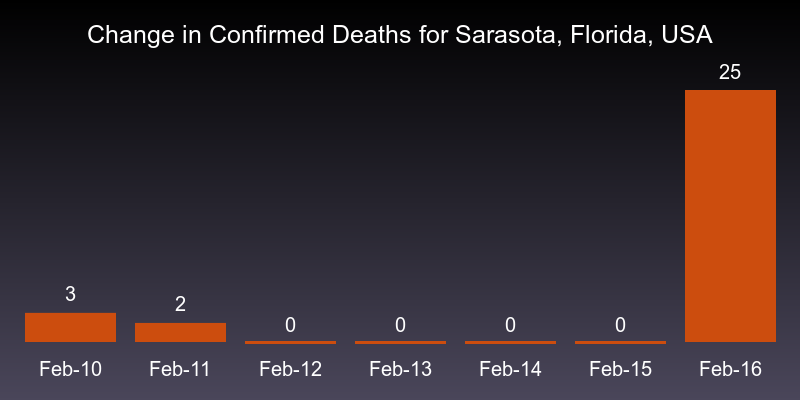 Change in Confirmed Deaths for Sarasota, Florida, USA
25
3
2
0
0
0
0
Feb-10
Feb-11
Feb-12
Feb-13
Feb-14
Feb-15
Feb-16